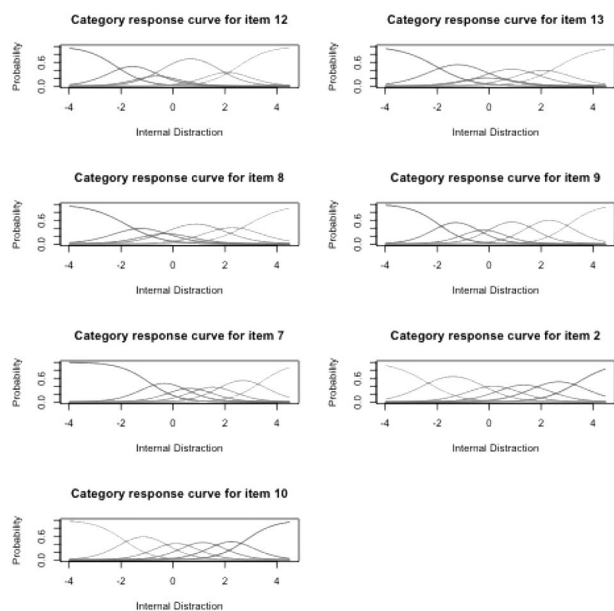 Category response curve for item 12
Probability
0.0 0.6
-4 -2 0 2 4
Internal Distraction
Category response curve for item 13
Probability
0.0 0.6
-4 -2 0 2 4
Internal Distraction
Category response curve for item 8
Probability
0.0 0.6
-4 -2 0 2 4
Internal Distraction
Category response curve for item 9
Probability
0.0 0.6
-4 -2 0 2 4
Internal Distraction
Category response curve for item 7
Probability
0.0 0.6
-4 -2 0 2 4
Internal Distraction
Category response curve for item 2
Probability
0.0 0.6
-4 -2 0 2 4
Internal Distraction
Category response curve for item 10
Probability
0.0 0.6
-4 -2 0 2 4
Internal Distraction